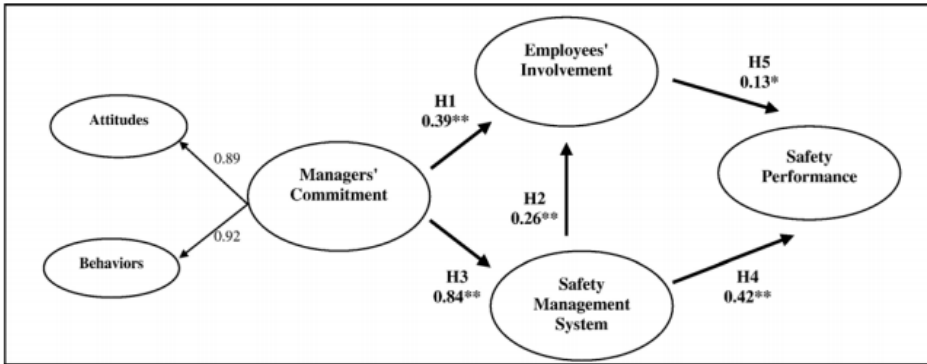 Employees'
Involvement
H5
0.13*
H1
0.39**
Attitudes
0.89
Managers'
Commitment
Safety
Performance
H2
0.26**
0.92
Behaviors
H3
0.84**
Safety
Management
System
H4
0.42**